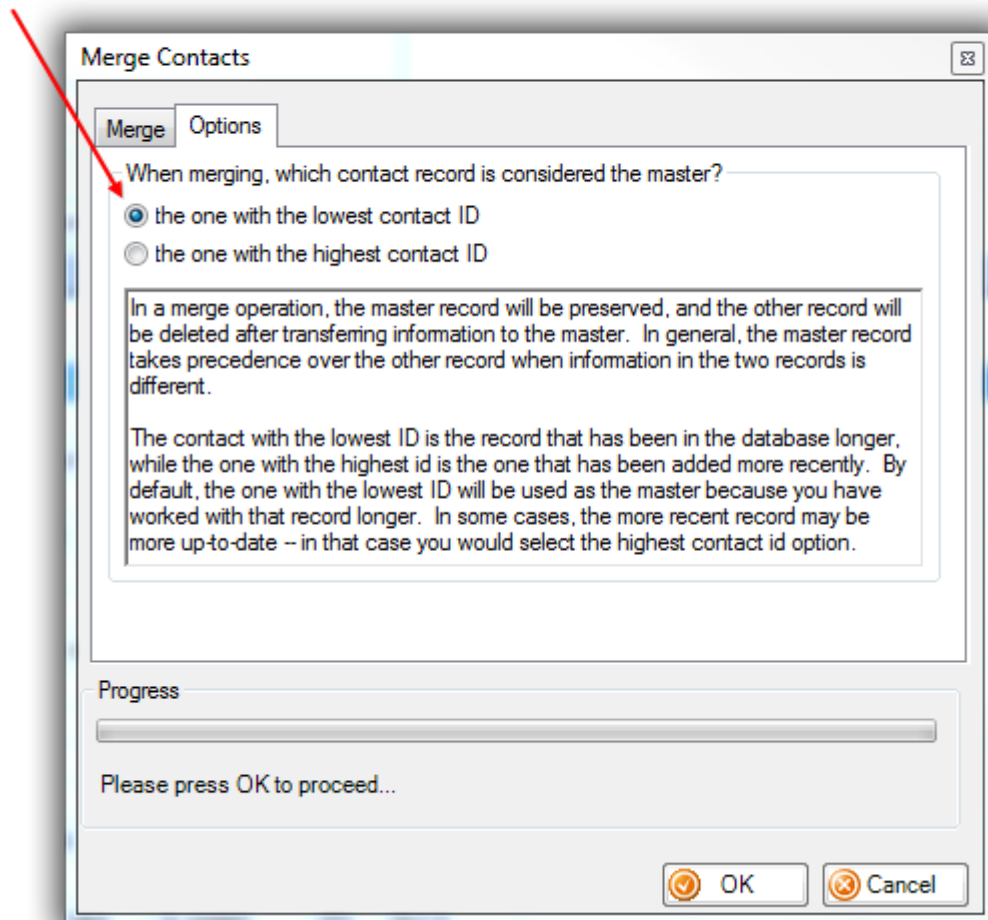 Merge Contacts
Merge
Options
When merging, which contact record is considered the master?
the one with the lowest contact ID
the one with the highest contact ID
In a merge operation, the master record will be preserved, and the other record will
be deleted after transferring information to the master.  In general, the master record
takes precedence over the other record when information in the two records is
different.
The contact with the lowest ID is the record that has been in the database longer,
while the one with the highest id is the one that has been added more recently.  By
default, the one with the lowest ID will be used as the master because you have
worked with that record longer.  In some cases, the more recent record may be
more up-to-date -- in that case you would select the highest contact id option.
Progress
Please press OK to proceed...
OK
Cancel